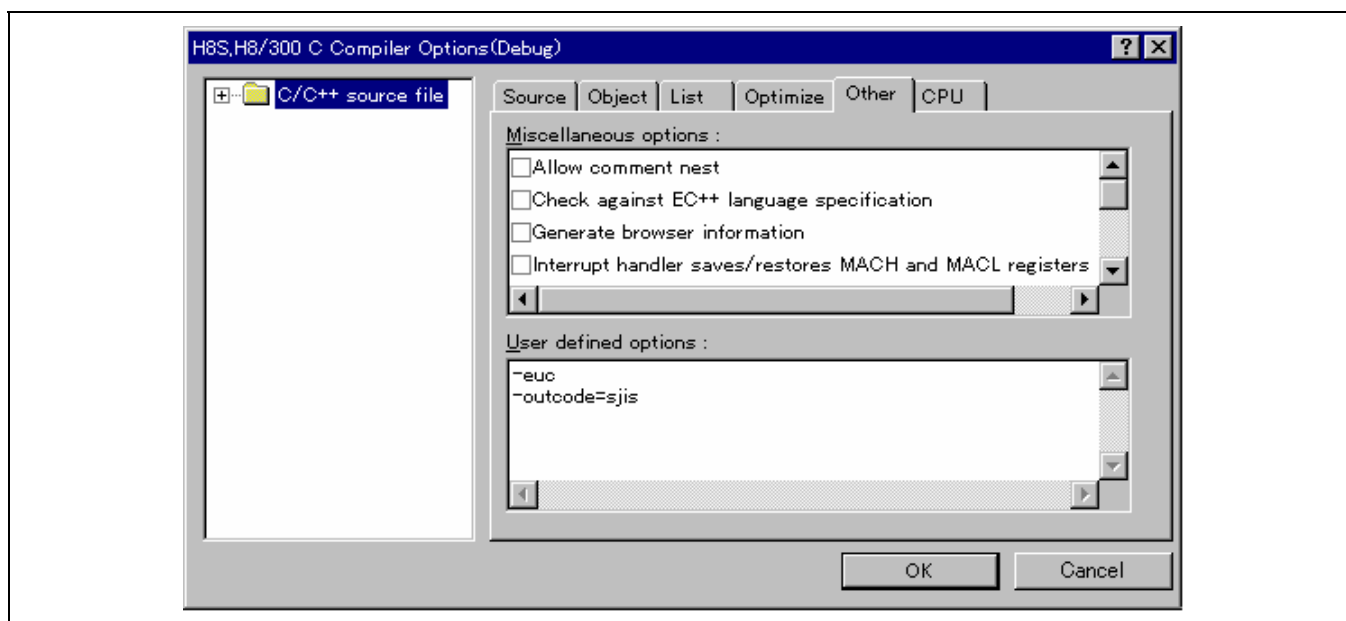 H8S,H8/300 C Compiler Options(Debug)
C/C++ source file
Source Object List Optimize Other CPU
Miscellaneous options :
Allow comment nest
Check against EC++ language specification
Generate browser information
Interrupt handler saves/restores MACH and MACL registers
User defined options :
-euc
-outcode=sjis
OK Cancel